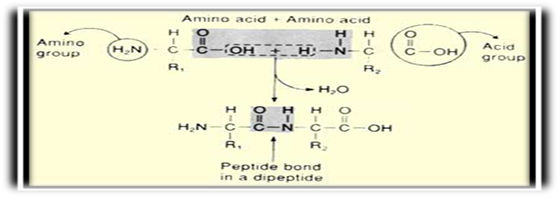 Amino acid + Amino acid
Amino group
H₂N
H
C
R₁
O
C
OH + H
H
N
H
C
R₂
O
C
OH
Acid group
H₂O
H O H H O
H₂N C C N C C OH
R₁ R₂
Peptide bond
in a dipeptide